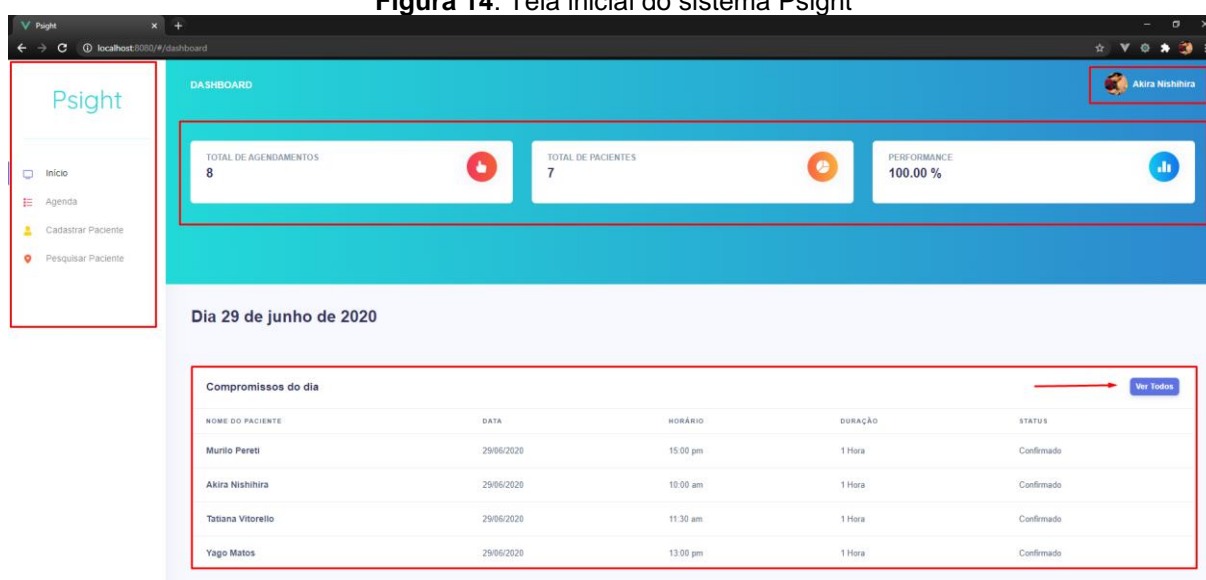 Figura 14. Tela inicial do sistema Psight
Psight
localhost:8080/#/dashboard
Psight
Início
Agenda
Cadastrar Paciente
Pesquisar Paciente
DASHBOARD
Akira Nishihira
TOTAL DE AGENDAMENTOS
8
TOTAL DE PACIENTES
7
PERFORMANCE
100.00 %
Dia 29 de junho de 2020
Compromissos do dia
Ver Todos
NOME DO PACIENTE DATA HORÁRIO DURAÇÃO STATUS
Murilo Pereti 29/06/2020 15:00 pm 1 Hora Confirmado
Akira Nishihira 29/06/2020 10:00 am 1 Hora Confirmado
Tatiana Vitorello 29/06/2020 11:30 am 1 Hora Confirmado
Yago Matos 29/06/2020 13:00 pm 1 Hora Confirmado